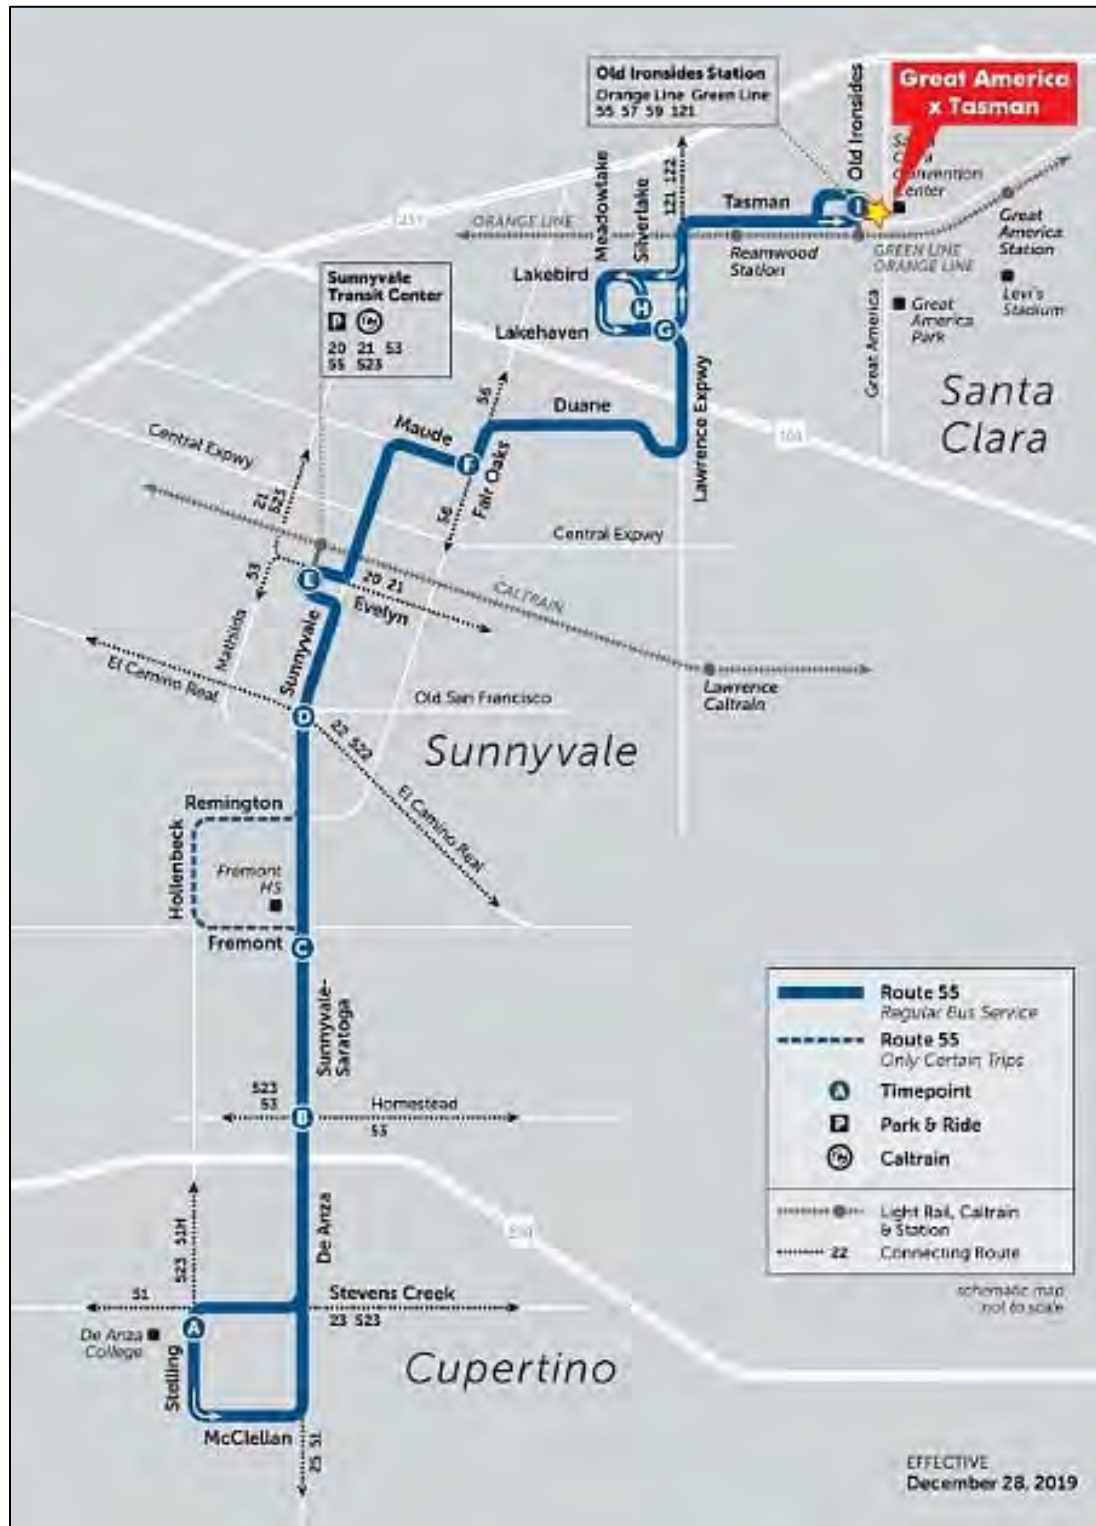 Old Ironsides Station
Orange Line Green Line
55 57 59 121
Old Ironsides
Great America
x Tasman
Convention
Center
Meadowlake
Silverlake
121 122
Tasman
I
237
ORANGE LINE
Reamwood
Station
GREEN LINE
ORANGE LINE
Great
America
Station
Levi's
Stadium
Great
America
Park
Great America
Lakebird
H
Lakehaven
G
Sunnyvale
Transit Center
P
20 21 53
55 523
Santa
Clara
56
Duane
Maude
F
Fair Oaks
Lawrence Expwy
101
Central Expwy
21
523
56
Central Expwy
53
E
20 21
Evelyn
CALTRAIN
Mathilda
Sunnyvale
El Camino Real
D
Old San Francisco
Lawrence
Caltrain
22 522
Sunnyvale
El Camino Real
Remington
Hollenbeck
Fremont
HS
Fremont
C
Sunnyvale-
Saratoga
523
53
B
Homestead
53
280
De Anza
523 51H
51
Stevens Creek
23 523
A
De Anza
College
Stelling
Cupertino
McClellan
25 51
Route 55
Regular Bus Service
Route 55
Only Certain Trips
A
Timepoint
P
Park & Ride
Caltrain
Light Rail, Caltrain
& Station
22
Connecting Route
schematic map
not to scale
EFFECTIVE
December 28, 2019